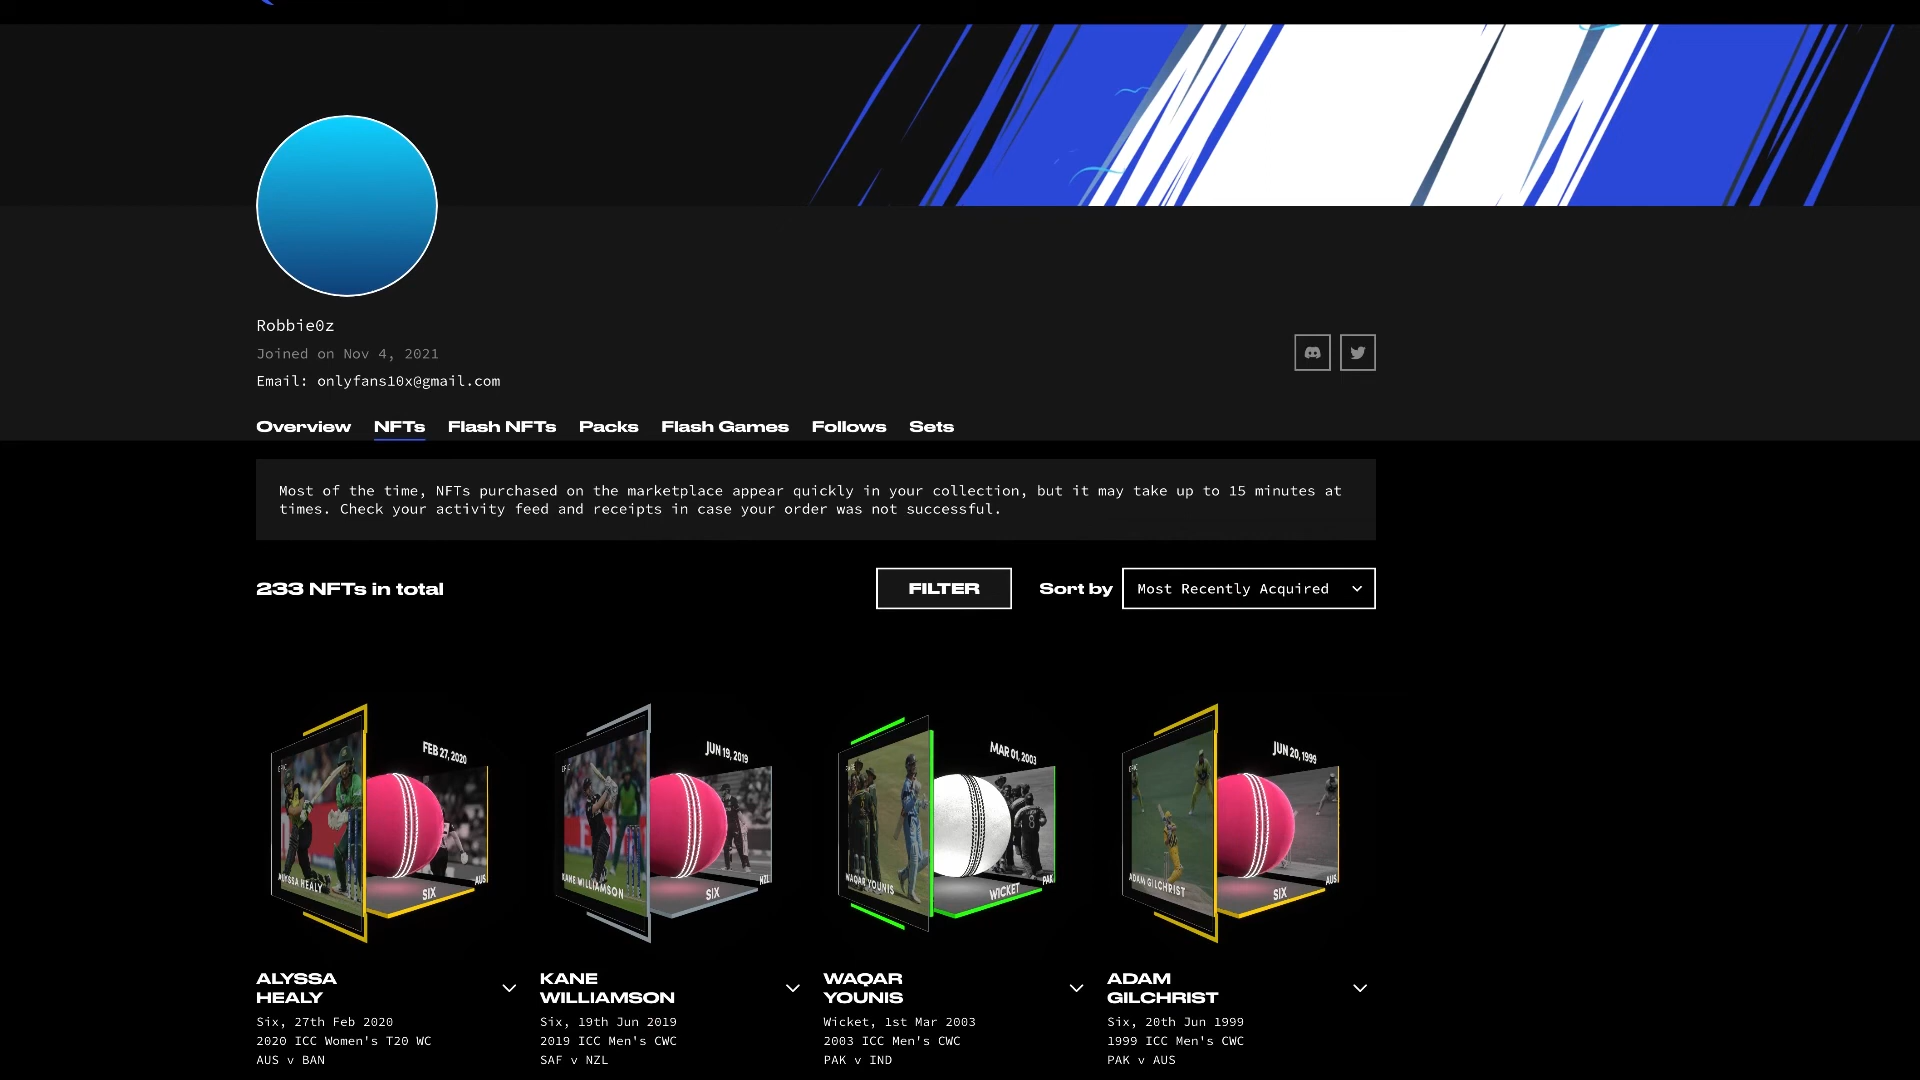 Robbie0z
Joined on Nov 4, 2021
Email: onlyfans10x@gmail.com
Overview NFTs Flash NFTs Packs Flash Games Follows Sets
Most of the time, NFTs purchased on the marketplace appear quickly in your collection, but it may take up to 15 minutes at
times. Check your activity feed and receipts in case your order was not successful.
233 NFTs in total
FILTER
Sort by
Most Recently Acquired
FEB 27, 2020
EPIC
ALYSSA HEALY
SIX
AUS
JUN 19, 2019
EPIC
KANE WILLIAMSON
SIX
NZL
MAR 01, 2003
RARE
WAQAR YOUNIS
WICKET
PAK
8
JUN 20, 1999
EPIC
ADAM GILCHRIST
SIX
AUS
ALYSSA
HEALY
Six, 27th Feb 2020
2020 ICC Women's T20 WC
AUS v BAN
KANE
WILLIAMSON
Six, 19th Jun 2019
2019 ICC Men's CWC
SAF v NZL
WAQAR
YOUNIS
Wicket, 1st Mar 2003
2003 ICC Men's CWC
PAK v IND
ADAM
GILCHRIST
Six, 20th Jun 1999
1999 ICC Men's CWC
PAK v AUS